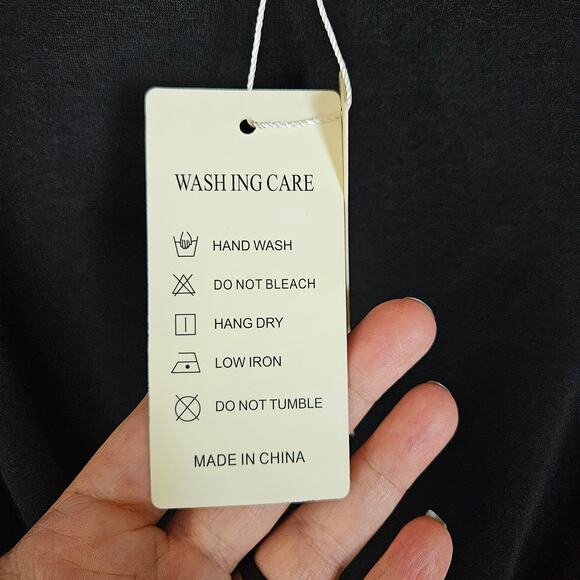 WASH ING CARE
HAND WASH
DO NOT BLEACH
HANG DRY
LOW IRON
DO NOT TUMBLE
MADE IN CHINA